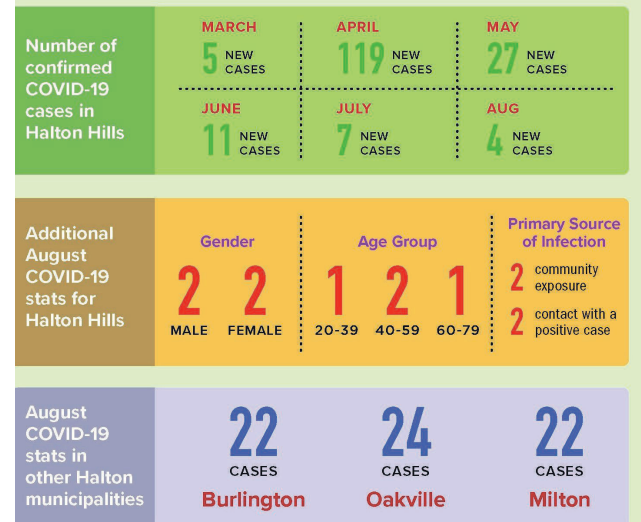 Number of
confirmed
COVID-19
cases in
Halton Hills
MARCH
5 NEW
CASES
APRIL
119 NEW
CASES
MAY
27 NEW
CASES
JUNE
11 NEW
CASES
JULY
7 NEW
CASES
AUG
4 NEW
CASES
Additional
August
COVID-19
stats for
Halton Hills
Gender
2 2
MALE FEMALE
Age Group
1 2 1
20-39 40-59 60-79
Primary Source
of Infection
2 community
exposure
2 contact with a
positive case
August
COVID-19
stats in
other Halton
municipalities
22
CASES
Burlington
24
CASES
Oakville
22
CASES
Milton